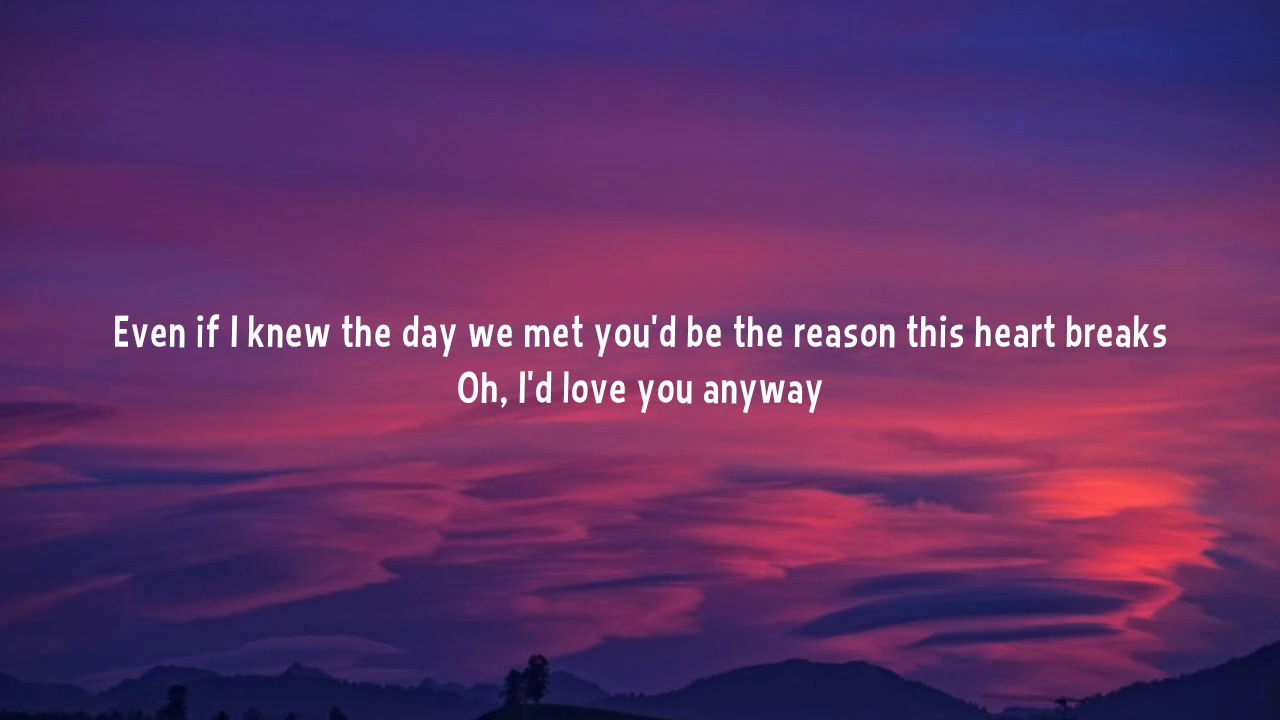 Even if I knew the day we met you'd be the reason this heart breaks
Oh, I'd love you anyway